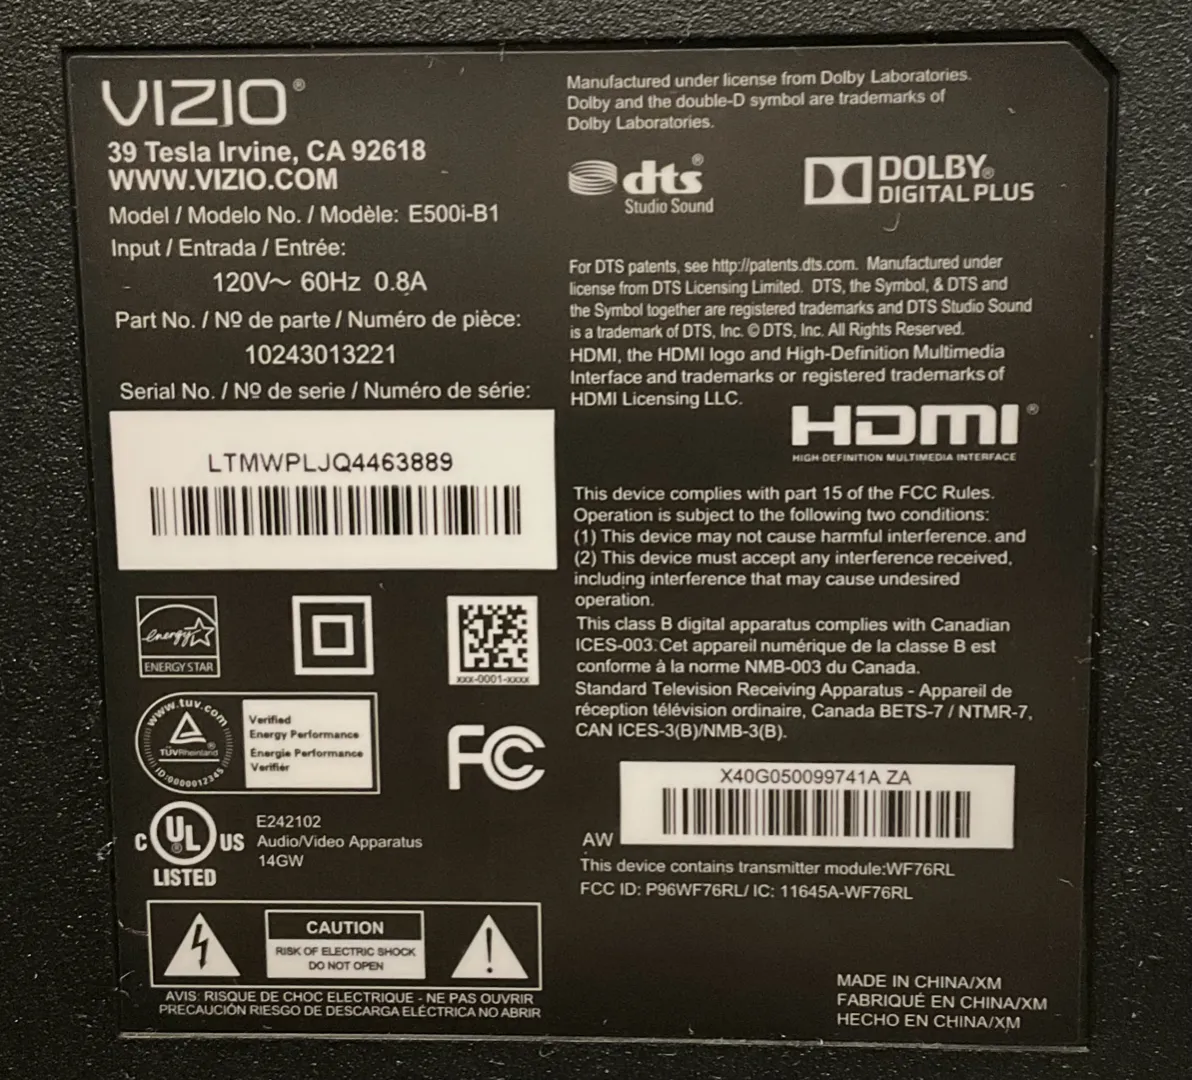 VIZIO®
39 Tesla Irvine, CA 92618
WWW.VIZIO.COM
Model / Modelo No. / Modèle: E500i-B1
Input / Entrada / Entrée:
120V~ 60Hz 0.8A
Part No. / Nº de parte / Numéro de pièce:
10243013221
Serial No. / Nº de serie / Numéro de série:
LTMWPLJQ4463889
energy
ENERGY STAR
xxx-0001-xxxx
www.tuv.com
TÜVRheinland®
ID:0000012345
Verified
Energy Performance
Énergie Performance
Verifiér
FC
C UL® US
LISTED
E242102
Audio/Video Apparatus
14GW
CAUTION
RISK OF ELECTRIC SHOCK
DO NOT OPEN
AVIS: RISQUE DE CHOC ELECTRIQUE - NE PAS OUVRIR
PRECAUCIÓN RIESGO DE DESCARGA ELÉCTRICA NO ABRIR
Manufactured under license from Dolby Laboratories.
Dolby and the double-D symbol are trademarks of
Dolby Laboratories.
dts®
Studio Sound
DOLBY®
DIGITAL PLUS
For DTS patents, see http://patents.dts.com. Manufactured under
license from DTS Licensing Limited. DTS, the Symbol, & DTS and
the Symbol together are registered trademarks and DTS Studio Sound
is a trademark of DTS, Inc. © DTS, Inc. All Rights Reserved.
HDMI, the HDMI logo and High-Definition Multimedia
Interface and trademarks or registered trademarks of
HDMI Licensing LLC.
HDMI®
HIGH-DEFINITION MULTIMEDIA INTERFACE
This device complies with part 15 of the FCC Rules.
Operation is subject to the following two conditions:
(1) This device may not cause harmful interference. and
(2) This device must accept any interference received,
including interference that may cause undesired
operation.
This class B digital apparatus complies with Canadian
ICES-003. Cet appareil numérique de la classe B est
conforme à la norme NMB-003 du Canada.
Standard Television Receiving Apparatus - Appareil de
réception télévision ordinaire, Canada BETS-7 / NTMR-7,
CAN ICES-3(B)/NMB-3(B).
X40G050099741A ZA
AW
This device contains transmitter module:WF76RL
FCC ID: P96WF76RL/ IC: 11645A-WF76RL
MADE IN CHINA/XM
FABRIQUÉ EN CHINA/XM
HECHO EN CHINA/XM